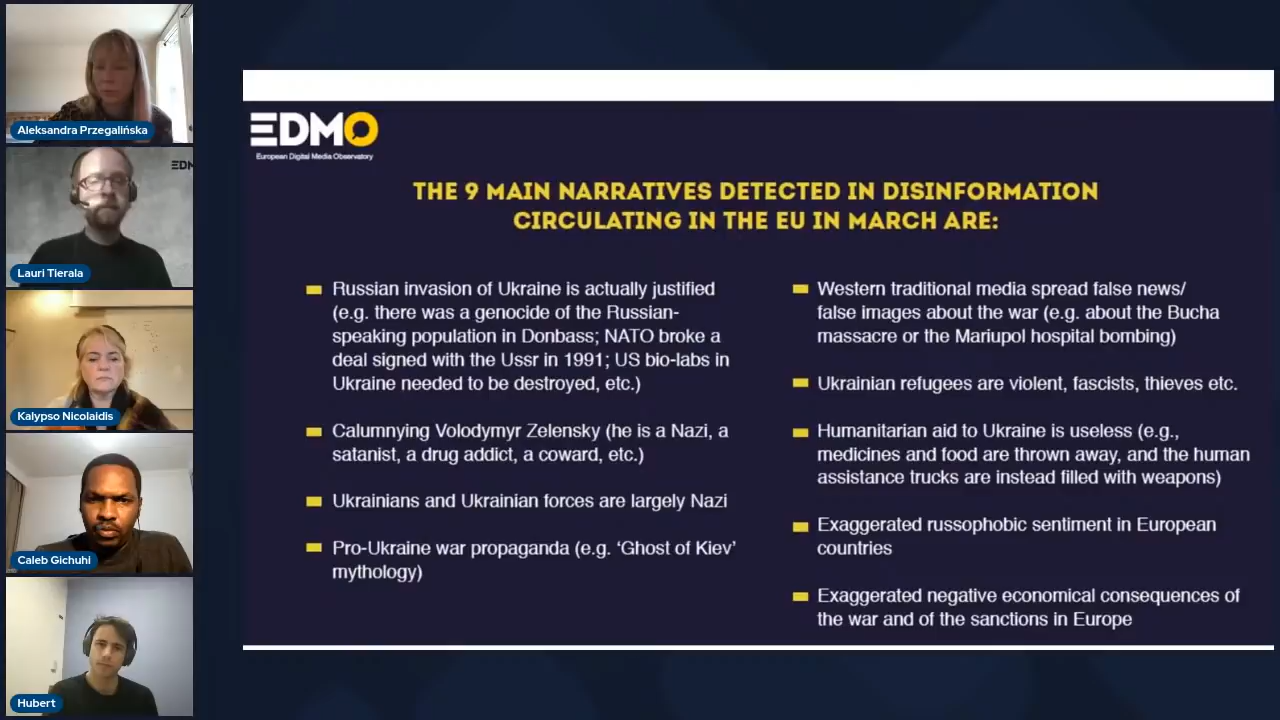 Aleksandra Przegalińska
Lauri Tierala
Kalypso Nicolaidis
Caleb Gichuhi
Hubert
EDM
EDMO
European Digital Media Observatory
THE 9 MAIN NARRATIVES DETECTED IN DISINFORMATION
CIRCULATING IN THE EU IN MARCH ARE:
Russian invasion of Ukraine is actually justified
(e.g. there was a genocide of the Russian-
speaking population in Donbass; NATO broke a
deal signed with the Ussr in 1991; US bio-labs in
Ukraine needed to be destroyed, etc.)
Calumnying Volodymyr Zelensky (he is a Nazi, a
satanist, a drug addict, a coward, etc.)
Ukrainians and Ukrainian forces are largely Nazi
Pro-Ukraine war propaganda (e.g. ‘Ghost of Kiev’
mythology)
Western traditional media spread false news/
false images about the war (e.g. about the Bucha
massacre or the Mariupol hospital bombing)
Ukrainian refugees are violent, fascists, thieves etc.
Humanitarian aid to Ukraine is useless (e.g.,
medicines and food are thrown away, and the human
assistance trucks are instead filled with weapons)
Exaggerated russophobic sentiment in European
countries
Exaggerated negative economical consequences of
the war and of the sanctions in Europe